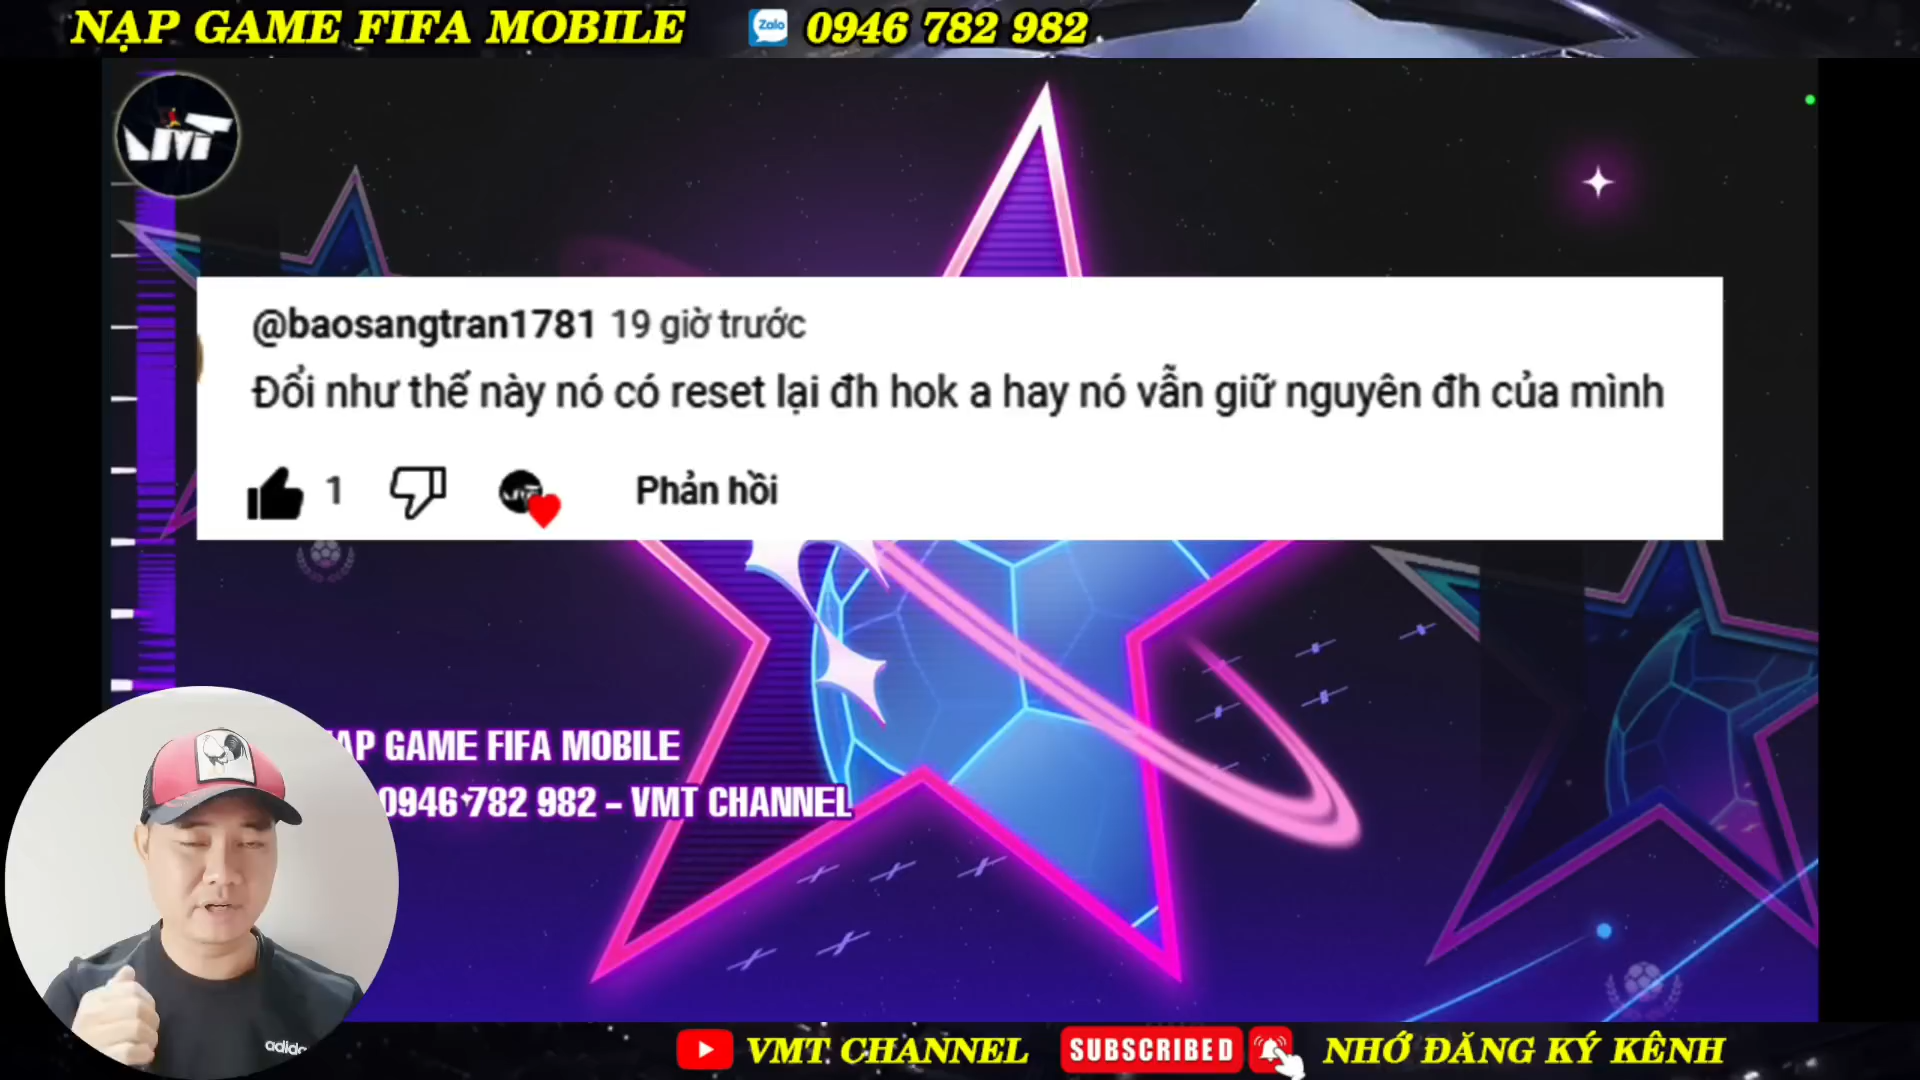 NẠP GAME FIFA MOBILE
Zalo 0946 782 982
VMT
@baosangtran1781 19 giờ trước
Đổi như thế này nó có reset lại đh hok a hay nó vẫn giữ nguyên đh của mình
1
Phản hồi
GAME FIFA MOBILE
0946 782 982 – VMT CHANNEL
VMT CHANNEL
SUBSCRIBED
NHỚ ĐĂNG KÝ KÊNH